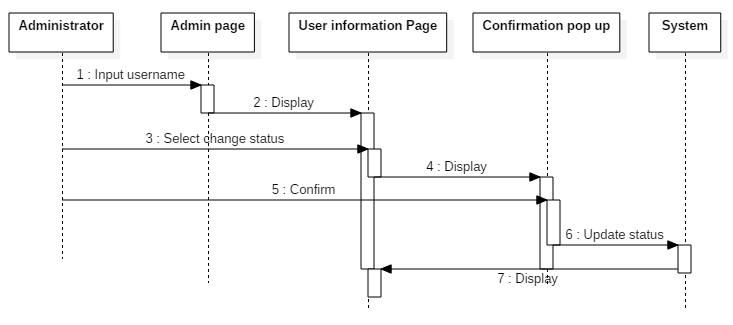 Administrator
Admin page
User information Page
Confirmation pop up
System
1 : Input username
2 : Display
3 : Select change status
4 : Display
5 : Confirm
6 : Update status
7 : Display